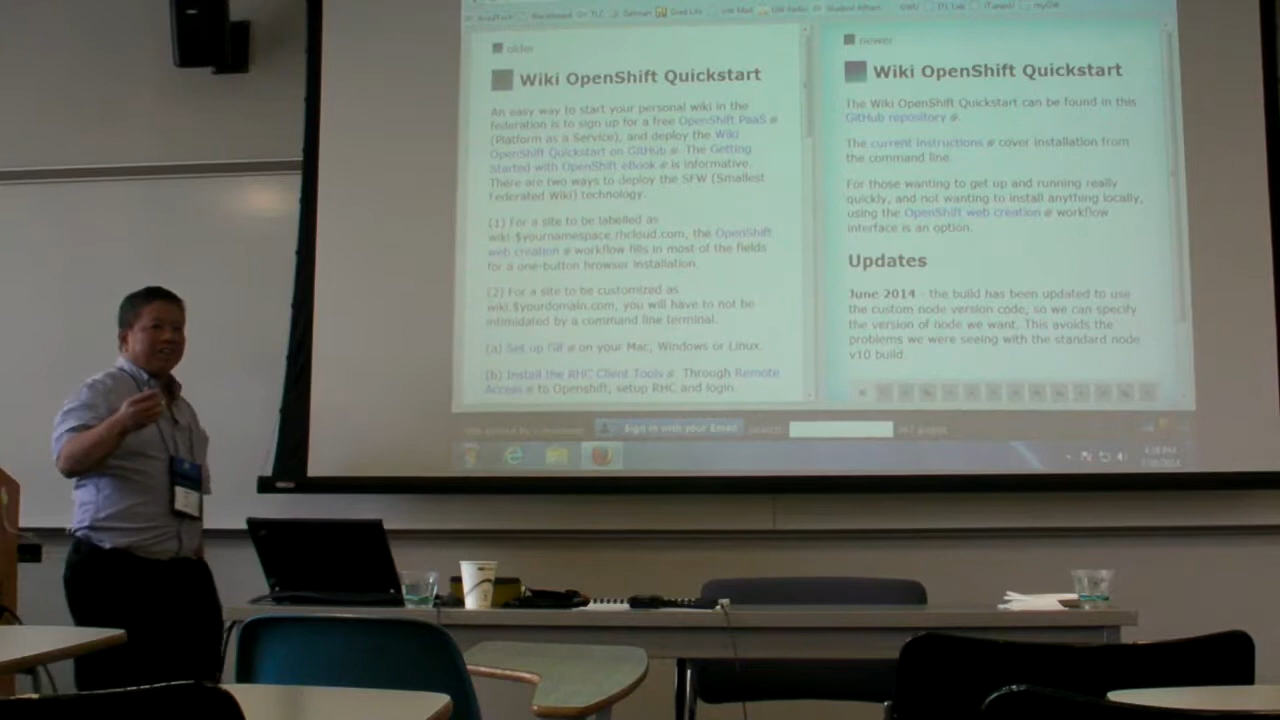 older
Wiki OpenShift Quickstart
An easy way to start your personal wiki in the
federation is to sign up for a free OpenShift PaaS
(Platform as a Service), and deploy the Wiki
OpenShift Quickstart on GitHub . The Getting
Started with OpenShift eBook is informative.
There are two ways to deploy the SFW (Smallest
Federated Wiki) technology.
(1) For a site to be labelled as
wiki.$yournamespace.rhcloud.com, the OpenShift
web creation workflow fills in most of the fields
for a one-button browser installation.
(2) For a site to be customized as
wiki.$yourdomain.com, you will have to not be
intimidated by a command line terminal.
(a) Set up Git on your Mac, Windows or Linux.
(b) Install the RHC Client Tools . Through Remote
Access to Openshift, setup RHC and login.
newer
Wiki OpenShift Quickstart
The Wiki OpenShift Quickstart can be found in this
GitHub repository .
The current instructions cover installation from
the command line.
For those wanting to get up and running really
quickly, and not wanting to install anything locally,
using the OpenShift web creation workflow
interface is an option.
Updates
June 2014 - the build has been updated to use
the custom node version code, so we can specify
the version of node we want. This avoids the
problems we were seeing with the standard node
v10 build.
Sign in with your Email